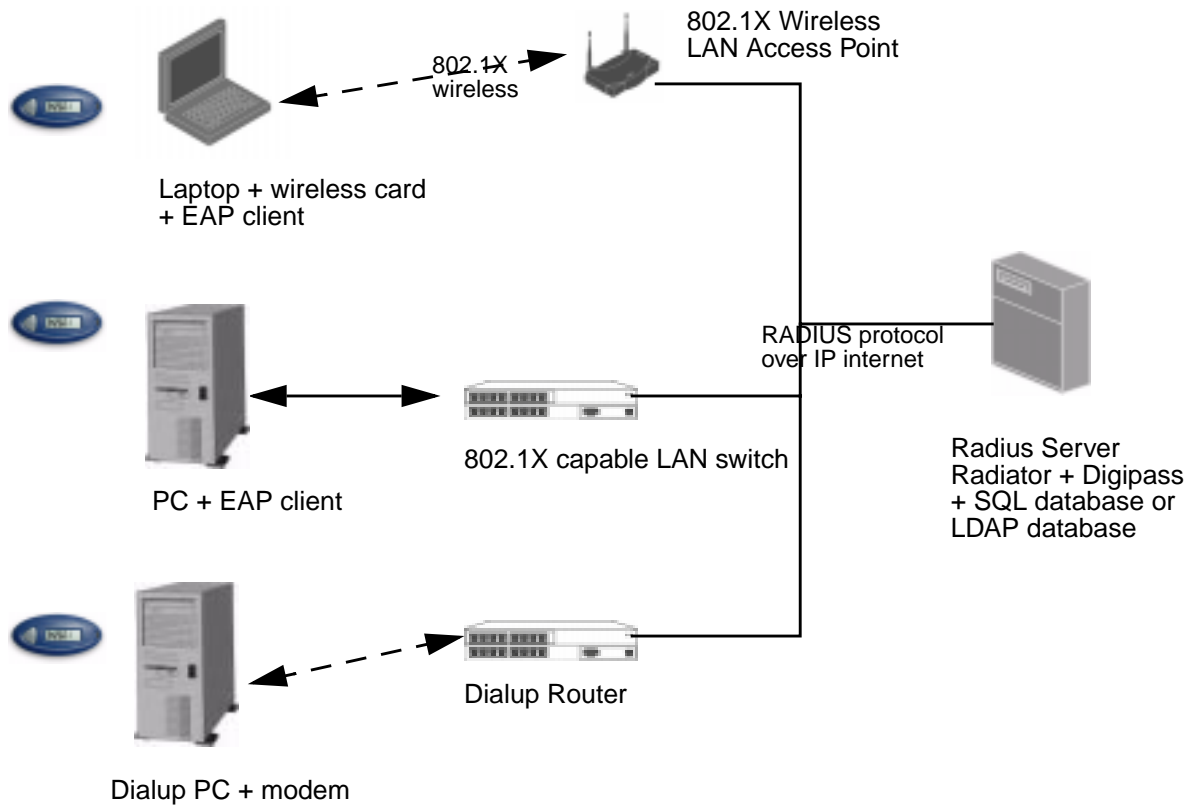 802.1X Wireless
LAN Access Point
802.1X
wireless
Laptop + wireless card
+ EAP client
RADIUS protocol
over IP internet
802.1X capable LAN switch
PC + EAP client
Radius Server
Radiator + Digipass
+ SQL database or
LDAP database
Dialup Router
Dialup PC + modem